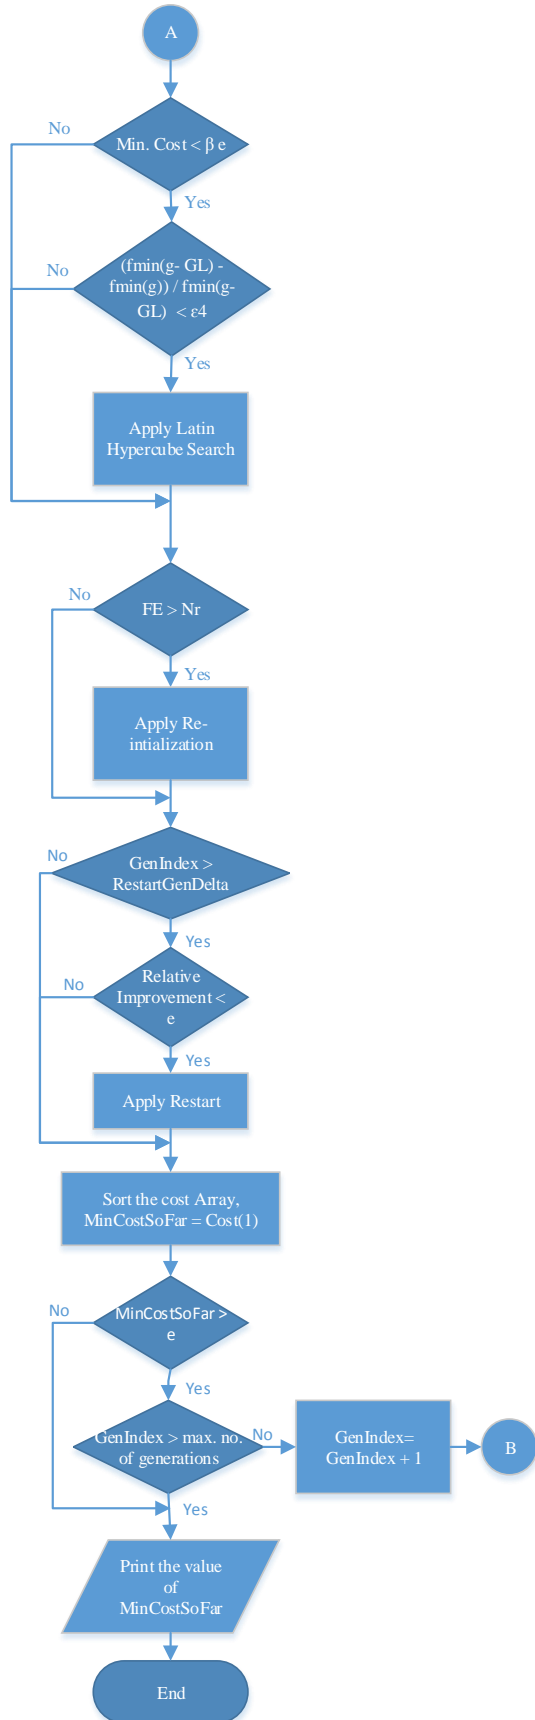 A
No
Min. Cost < β e
Yes
No
(fmin(g- GL) -
fmin(g)) / fmin(g-
GL) < ε4
Yes
Apply Latin
Hypercube Search
No
FE > Nr
Yes
Apply Re-
intialization
No
GenIndex >
RestartGenDelta
Yes
No
Relative
Improvement <
e
Yes
Apply Restart
Sort the cost Array,
MinCostSoFar = Cost(1)
No
MinCostSoFar >
e
Yes
GenIndex > max. no.
of generations
No
GenIndex=
GenIndex + 1
B
Yes
Print the value
of
MinCostSoFar
End